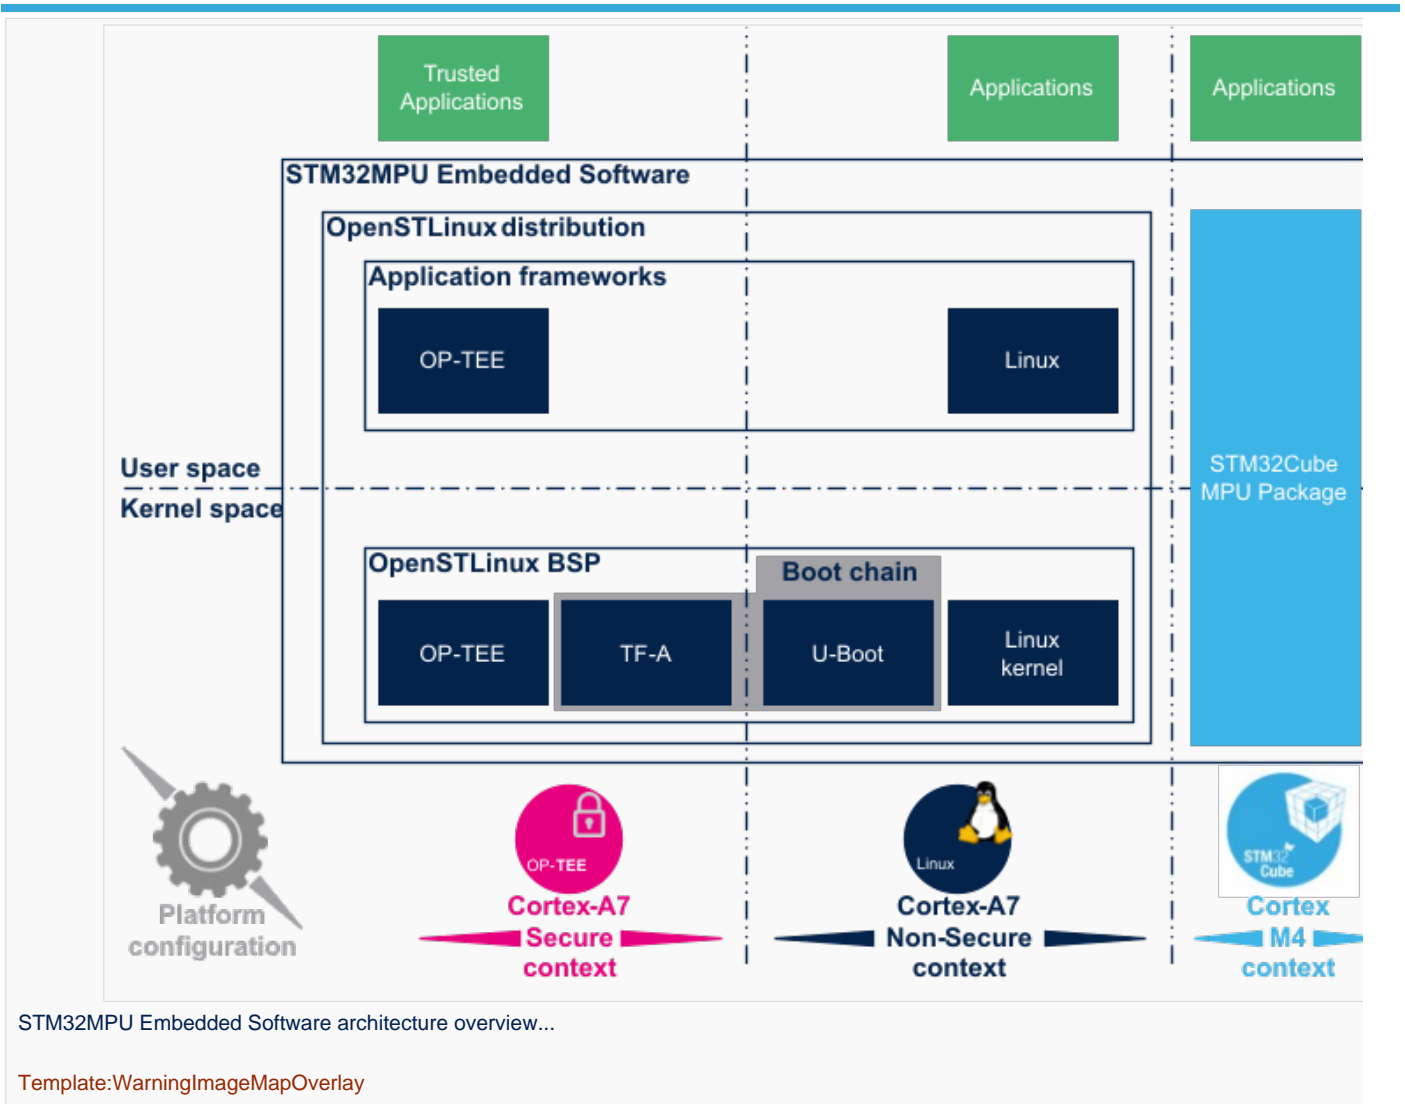 Trusted
Applications
Applications
Applications
STM32MPU Embedded Software
OpenSTLinux distribution
Application frameworks
OP-TEE
Linux
User space
Kernel space
STM32Cube
MPU Package
OpenSTLinux BSP
Boot chain
OP-TEE
TF-A
U-Boot
Linux
kernel
Platform
configuration
OP-TEE
Cortex-A7
Secure
context
Linux
Cortex-A7
Non-Secure
context
STM32
Cube
Cortex
M4
context
STM32MPU Embedded Software architecture overview...
Template:WarningImageMapOverlay